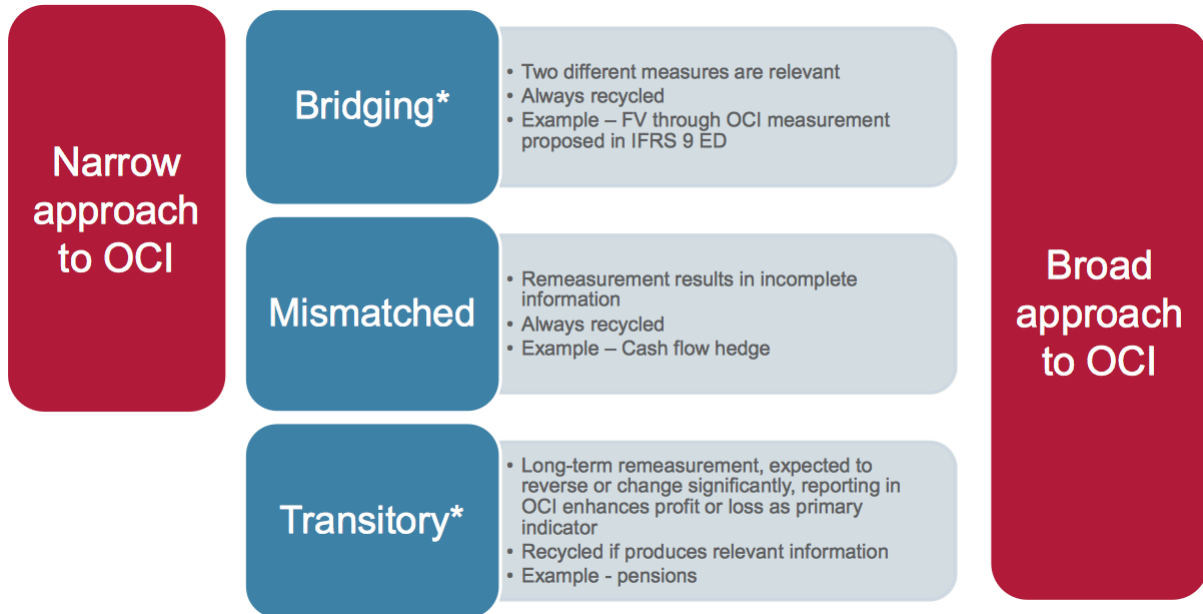 Narrow
approach
to OCI
Bridging*
• Two different measures are relevant
• Always recycled
• Example – FV through OCI measurement
proposed in IFRS 9 ED
Mismatched
• Remeasurement results in incomplete
information
• Always recycled
• Example – Cash flow hedge
Transitory*
• Long-term remeasurement, expected to
reverse or change significantly, reporting in
OCI enhances profit or loss as primary
indicator
• Recycled if produces relevant information
• Example - pensions
Broad
approach
to OCI